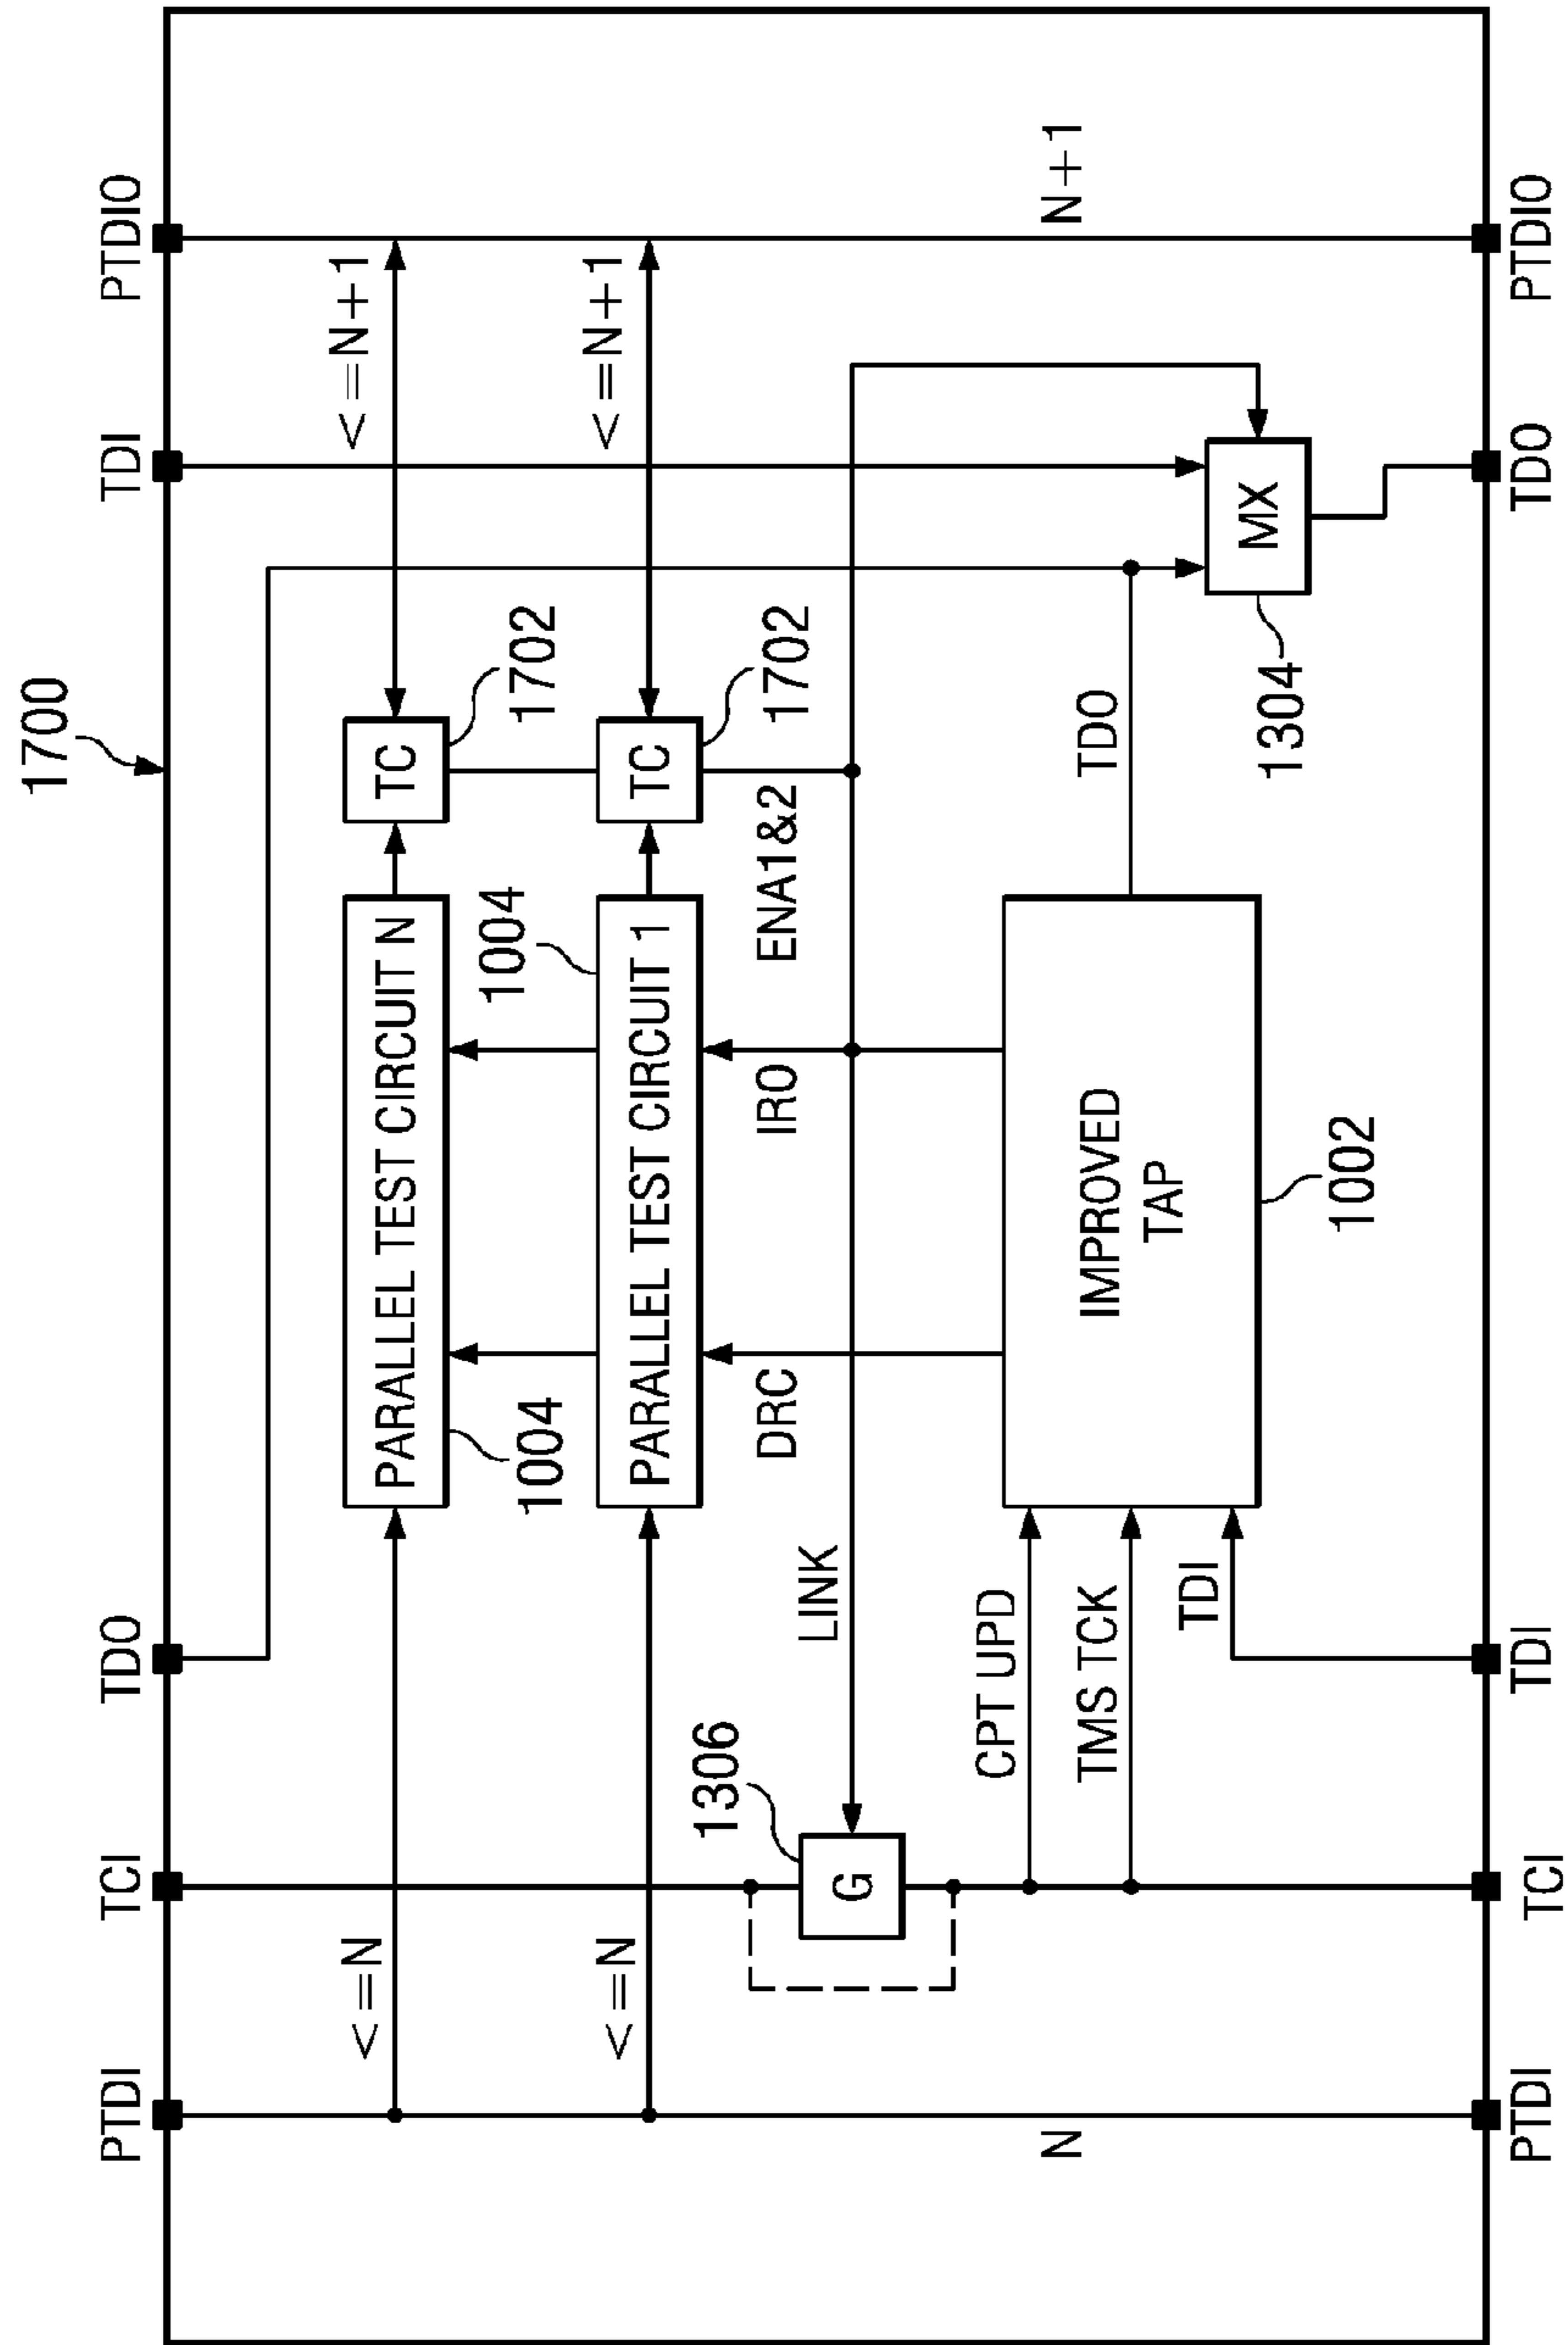 1700
PTDI
TCI
TDO
TDI
PTDIO
<=N
PARALLEL TEST CIRCUIT N
TC
<=N+1
1004
1004
1702
<=N
PARALLEL TEST CIRCUIT 1
TC
<=N+1
1702
1306
LINK
DRC
IRO
ENA1&2
G
CPT UPD
TMS TCK
TDI
IMPROVED
TAP
TDO
N
N+1
MX
1002
1304
PTDI
TCI
TDI
TDO
PTDIO